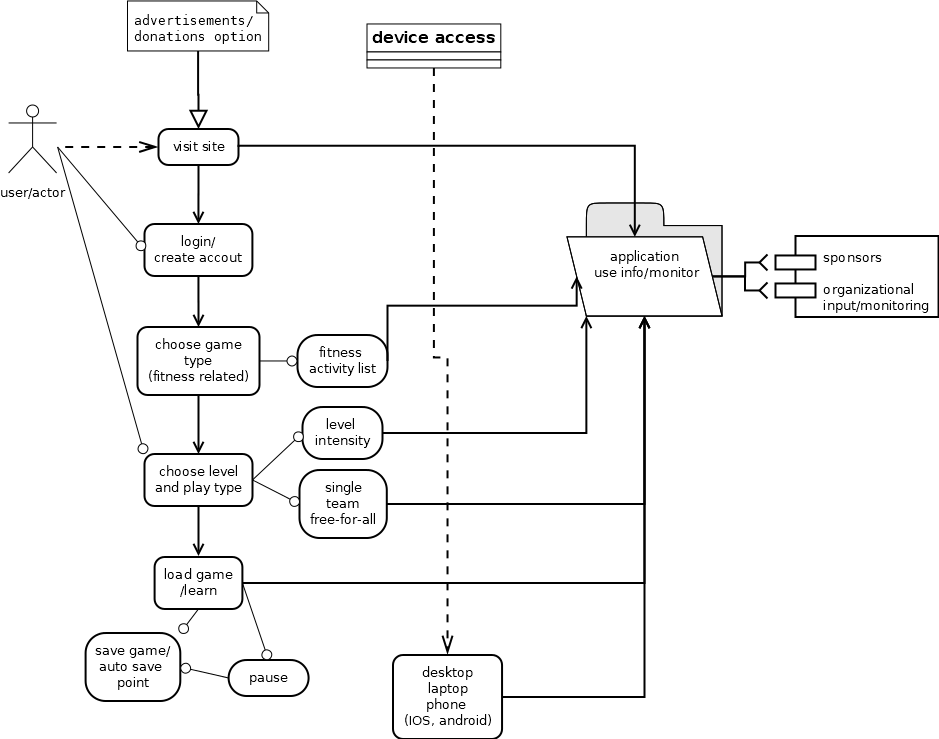 advertisements/
donations option
device access
user/actor
visit site
login/
create accout
application
use info/monitor
sponsors
organizational
input/monitoring
choose game
type
(fitness related)
fitness
activity list
level
intensity
choose level
and play type
single
team
free-for-all
load game
/learn
save game/
auto save
point
pause
desktop
laptop
phone
(IOS, android)